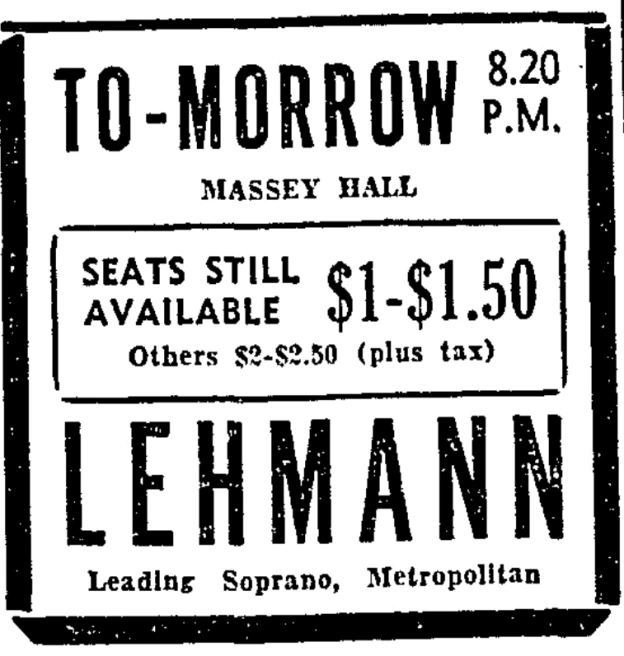 TO-MORROW 8.20 P.M.
MASSEY HALL
SEATS STILL AVAILABLE $1-$1.50
Others $2-$2.50 (plus tax)
LEHMANN
Leading Soprano, Metropolitan